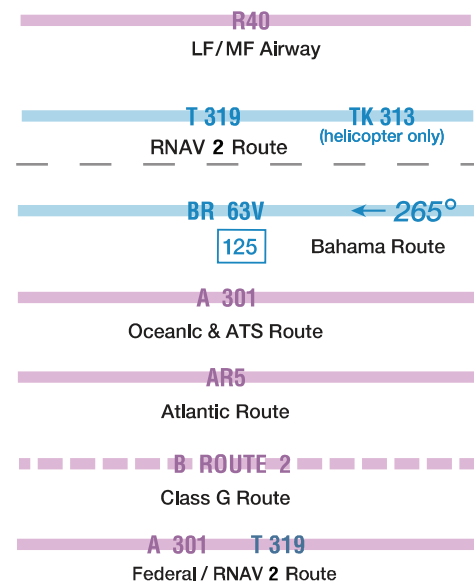 R40
LF/MF Airway
T 319 TK 313
(helicopter only)
RNAV 2 Route
BR 63V ← 265°
125 Bahama Route
A 301
Oceanic & ATS Route
AR5
Atlantic Route
B ROUTE 2
Class G Route
A 301 T 319
Federal / RNAV 2 Route